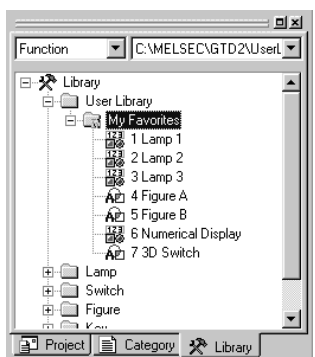 Function C:\MELSEC\GTD2\UserL
Library
User Library
My Favorites
1 Lamp 1
2 Lamp 2
3 Lamp 3
4 Figure A
5 Figure B
6 Numerical Display
7 3D Switch
Lamp
Switch
Figure
Project Category Library